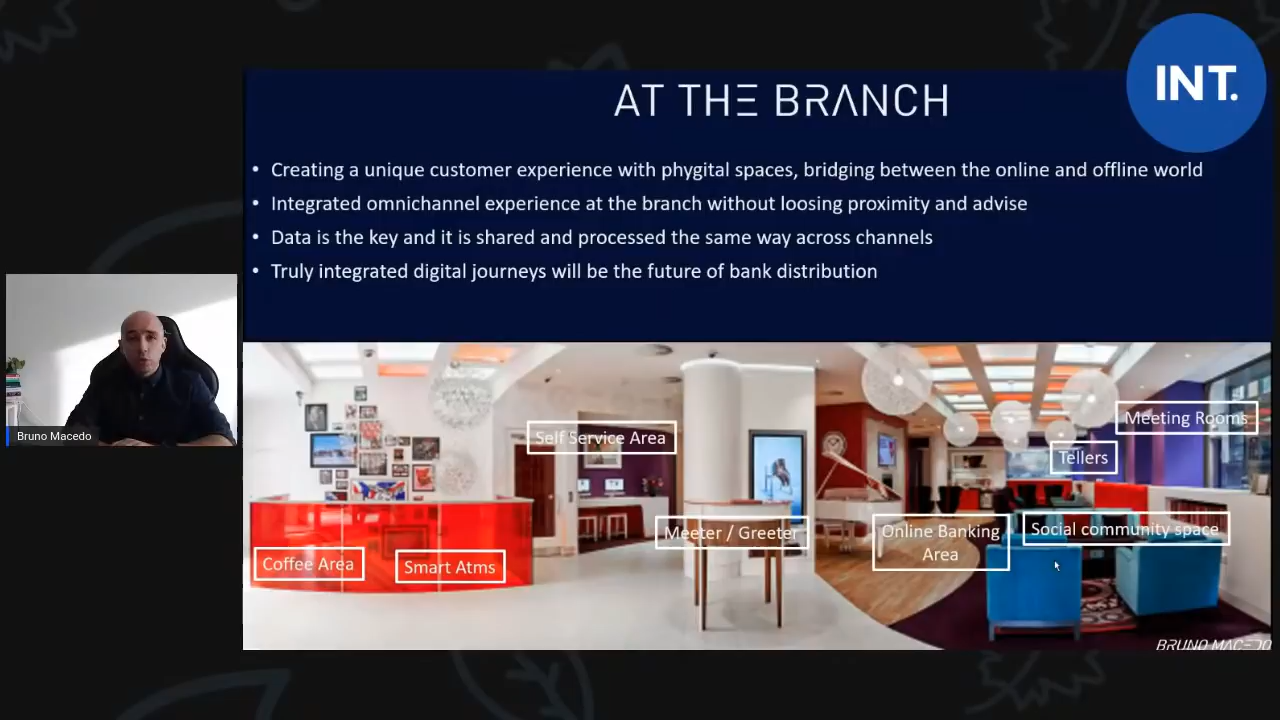 INT.
AT THE BRANCH
• Creating a unique customer experience with phygital spaces, bridging between the online and offline world
• Integrated omnichannel experience at the branch without loosing proximity and advise
• Data is the key and it is shared and processed the same way across channels
• Truly integrated digital journeys will be the future of bank distribution
Bruno Macedo
Self Service Area
Meeting Rooms
Tellers
Coffee Area
Smart Atms
Meeter / Greeter
Online Banking
Area
Social community space
BRUNO MACEDO